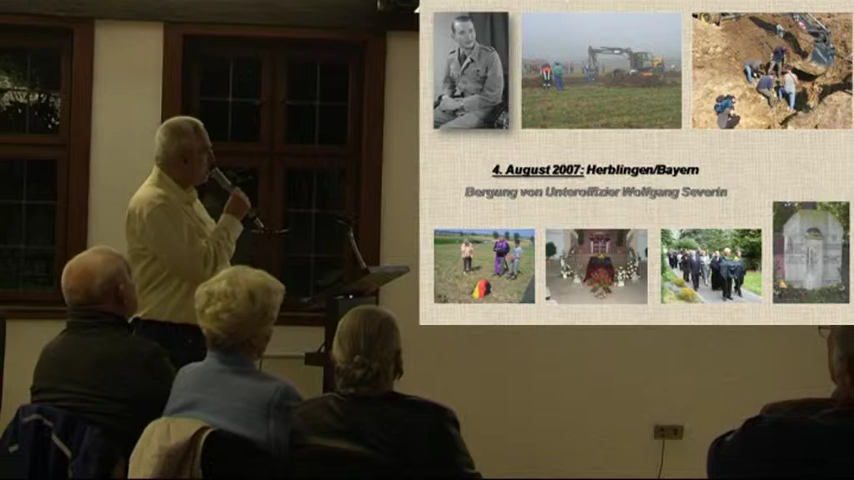 4. August 2007: Herblingen/Bayern
Bergung von Unteroffizier Wolfgang Severin